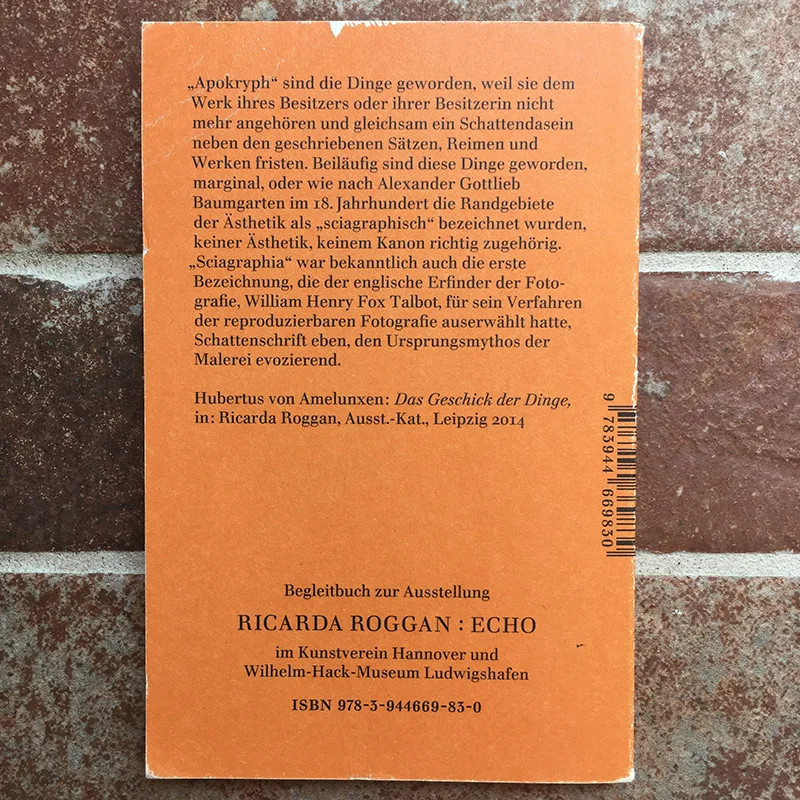 „Apokryph“ sind die Dinge geworden, weil sie dem
Werk ihres Besitzers oder ihrer Besitzerin nicht
mehr angehören und gleichsam ein Schattendasein
neben den geschriebenen Sätzen, Reimen und
Werken fristen. Beiläufig sind diese Dinge geworden,
marginal, oder wie nach Alexander Gottlieb
Baumgarten im 18. Jahrhundert die Randgebiete
der Ästhetik als „sciagraphisch“ bezeichnet wurden,
keiner Ästhetik, keinem Kanon richtig zugehörig.
„Sciagraphia“ war bekanntlich auch die erste
Bezeichnung, die der englische Erfinder der Foto-
grafie, William Henry Fox Talbot, für sein Verfahren
der reproduzierbaren Fotografie auserwählt hatte,
Schattenschrift eben, den Ursprungsmythos der
Malerei evozierend.
Hubertus von Amelunxen: Das Geschick der Dinge,
in: Ricarda Roggan, Ausst.-Kat., Leipzig 2014
9 783944 669830
Begleitbuch zur Ausstellung
RICARDA ROGGAN : ECHO
im Kunstverein Hannover und
Wilhelm-Hack-Museum Ludwigshafen
ISBN 978-3-944669-83-0